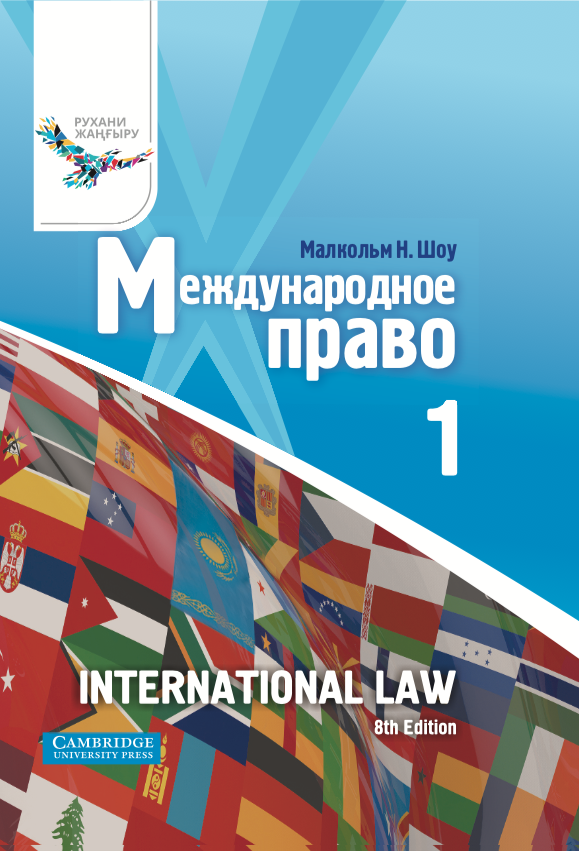 РУХАНИ
ЖАҢҒЫРУ
Малкольм Н. Шоу
Международное
право
1
INTERNATIONAL LAW
8th Edition
CAMBRIDGE
UNIVERSITY PRESS